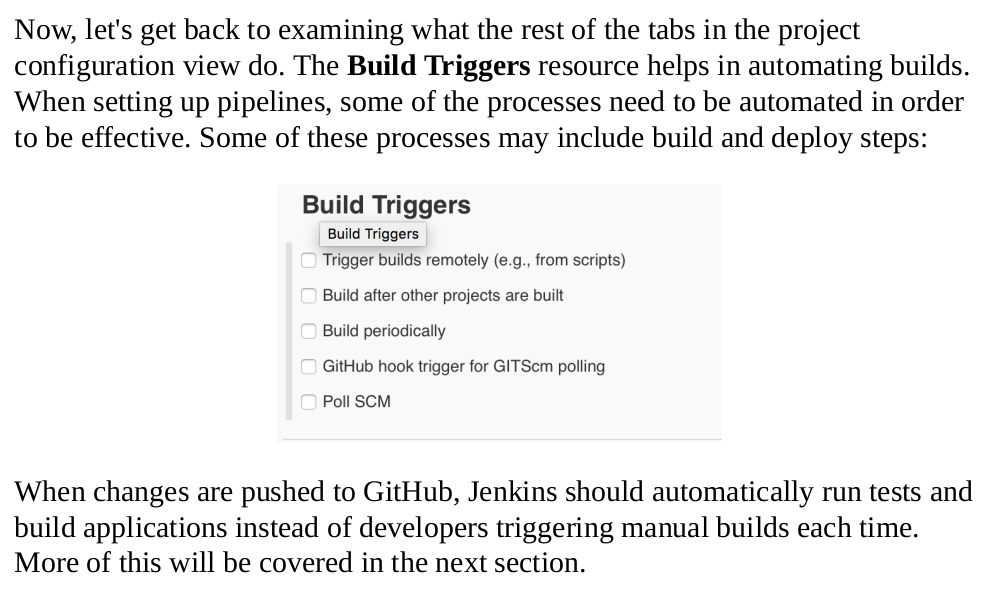 Now, let's get back to examining what the rest of the tabs in the project
configuration view do. The Build Triggers resource helps in automating builds.
When setting up pipelines, some of the processes need to be automated in order
to be effective. Some of these processes may include build and deploy steps:
Build Triggers
Build Triggers
Trigger builds remotely (e.g., from scripts)
Build after other projects are built
Build periodically
GitHub hook trigger for GITScm polling
Poll SCM
When changes are pushed to GitHub, Jenkins should automatically run tests and
build applications instead of developers triggering manual builds each time.
More of this will be covered in the next section.